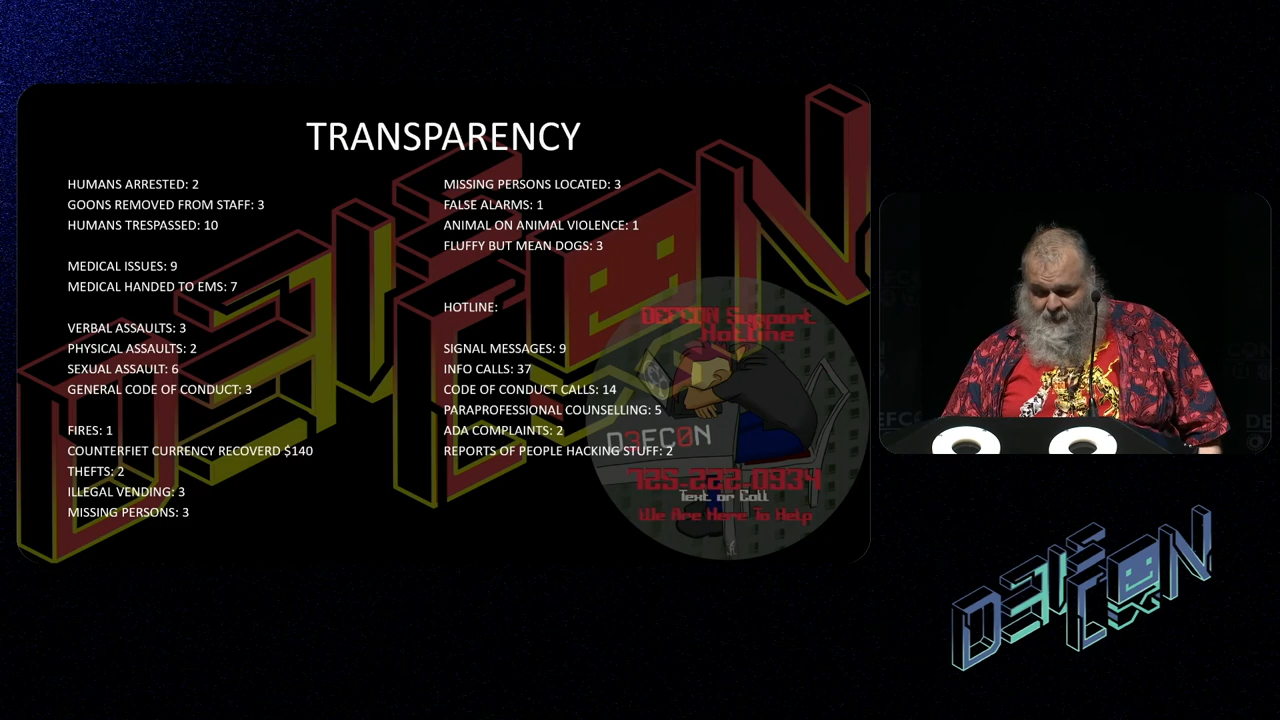 TRANSPARENCY
HUMANS ARRESTED: 2
GOONS REMOVED FROM STAFF: 3
HUMANS TRESPASSED: 10
MEDICAL ISSUES: 9
MEDICAL HANDED TO EMS: 7
VERBAL ASSAULTS: 3
PHYSICAL ASSAULTS: 2
SEXUAL ASSAULT: 6
GENERAL CODE OF CONDUCT: 3
FIRES: 1
COUNTERFIET CURRENCY RECOVERD $140
THEFTS: 2
ILLEGAL VENDING: 3
MISSING PERSONS: 3
MISSING PERSONS LOCATED: 3
FALSE ALARMS: 1
ANIMAL ON ANIMAL VIOLENCE: 1
FLUFFY BUT MEAN DOGS: 3
HOTLINE:
SIGNAL MESSAGES: 9
INFO CALLS: 37
CODE OF CONDUCT CALLS: 14
PARAPROFESSIONAL COUNSELLING: 5
ADA COMPLAINTS: 2
REPORTS OF PEOPLE HACKING STUFF: 2
DEFCON Support
Hotline
D3FC0N
725.222.0934
Text or Call
We Are Here To Help
DEF CON
DEF CON